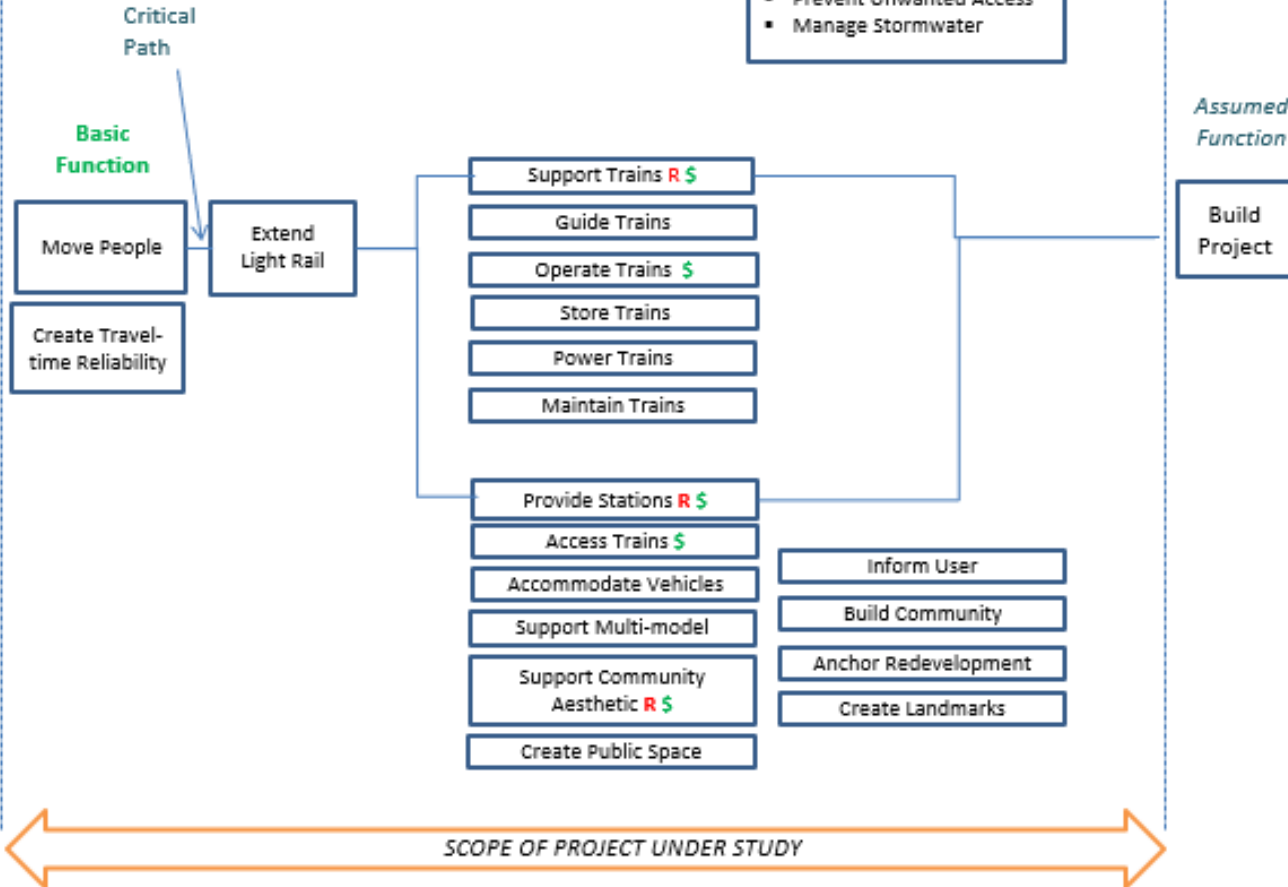 Critical
Path
▪ Prevent Unwanted Access
▪ Manage Stormwater
Assumed
Function
Basic
Function
Move People
Extend
Light Rail
Create Travel-
time Reliability
Support Trains R $
Guide Trains
Operate Trains $
Store Trains
Power Trains
Maintain Trains
Build
Project
Provide Stations R $
Access Trains $
Accommodate Vehicles
Support Multi-model
Support Community
Aesthetic R $
Create Public Space
Inform User
Build Community
Anchor Redevelopment
Create Landmarks
SCOPE OF PROJECT UNDER STUDY